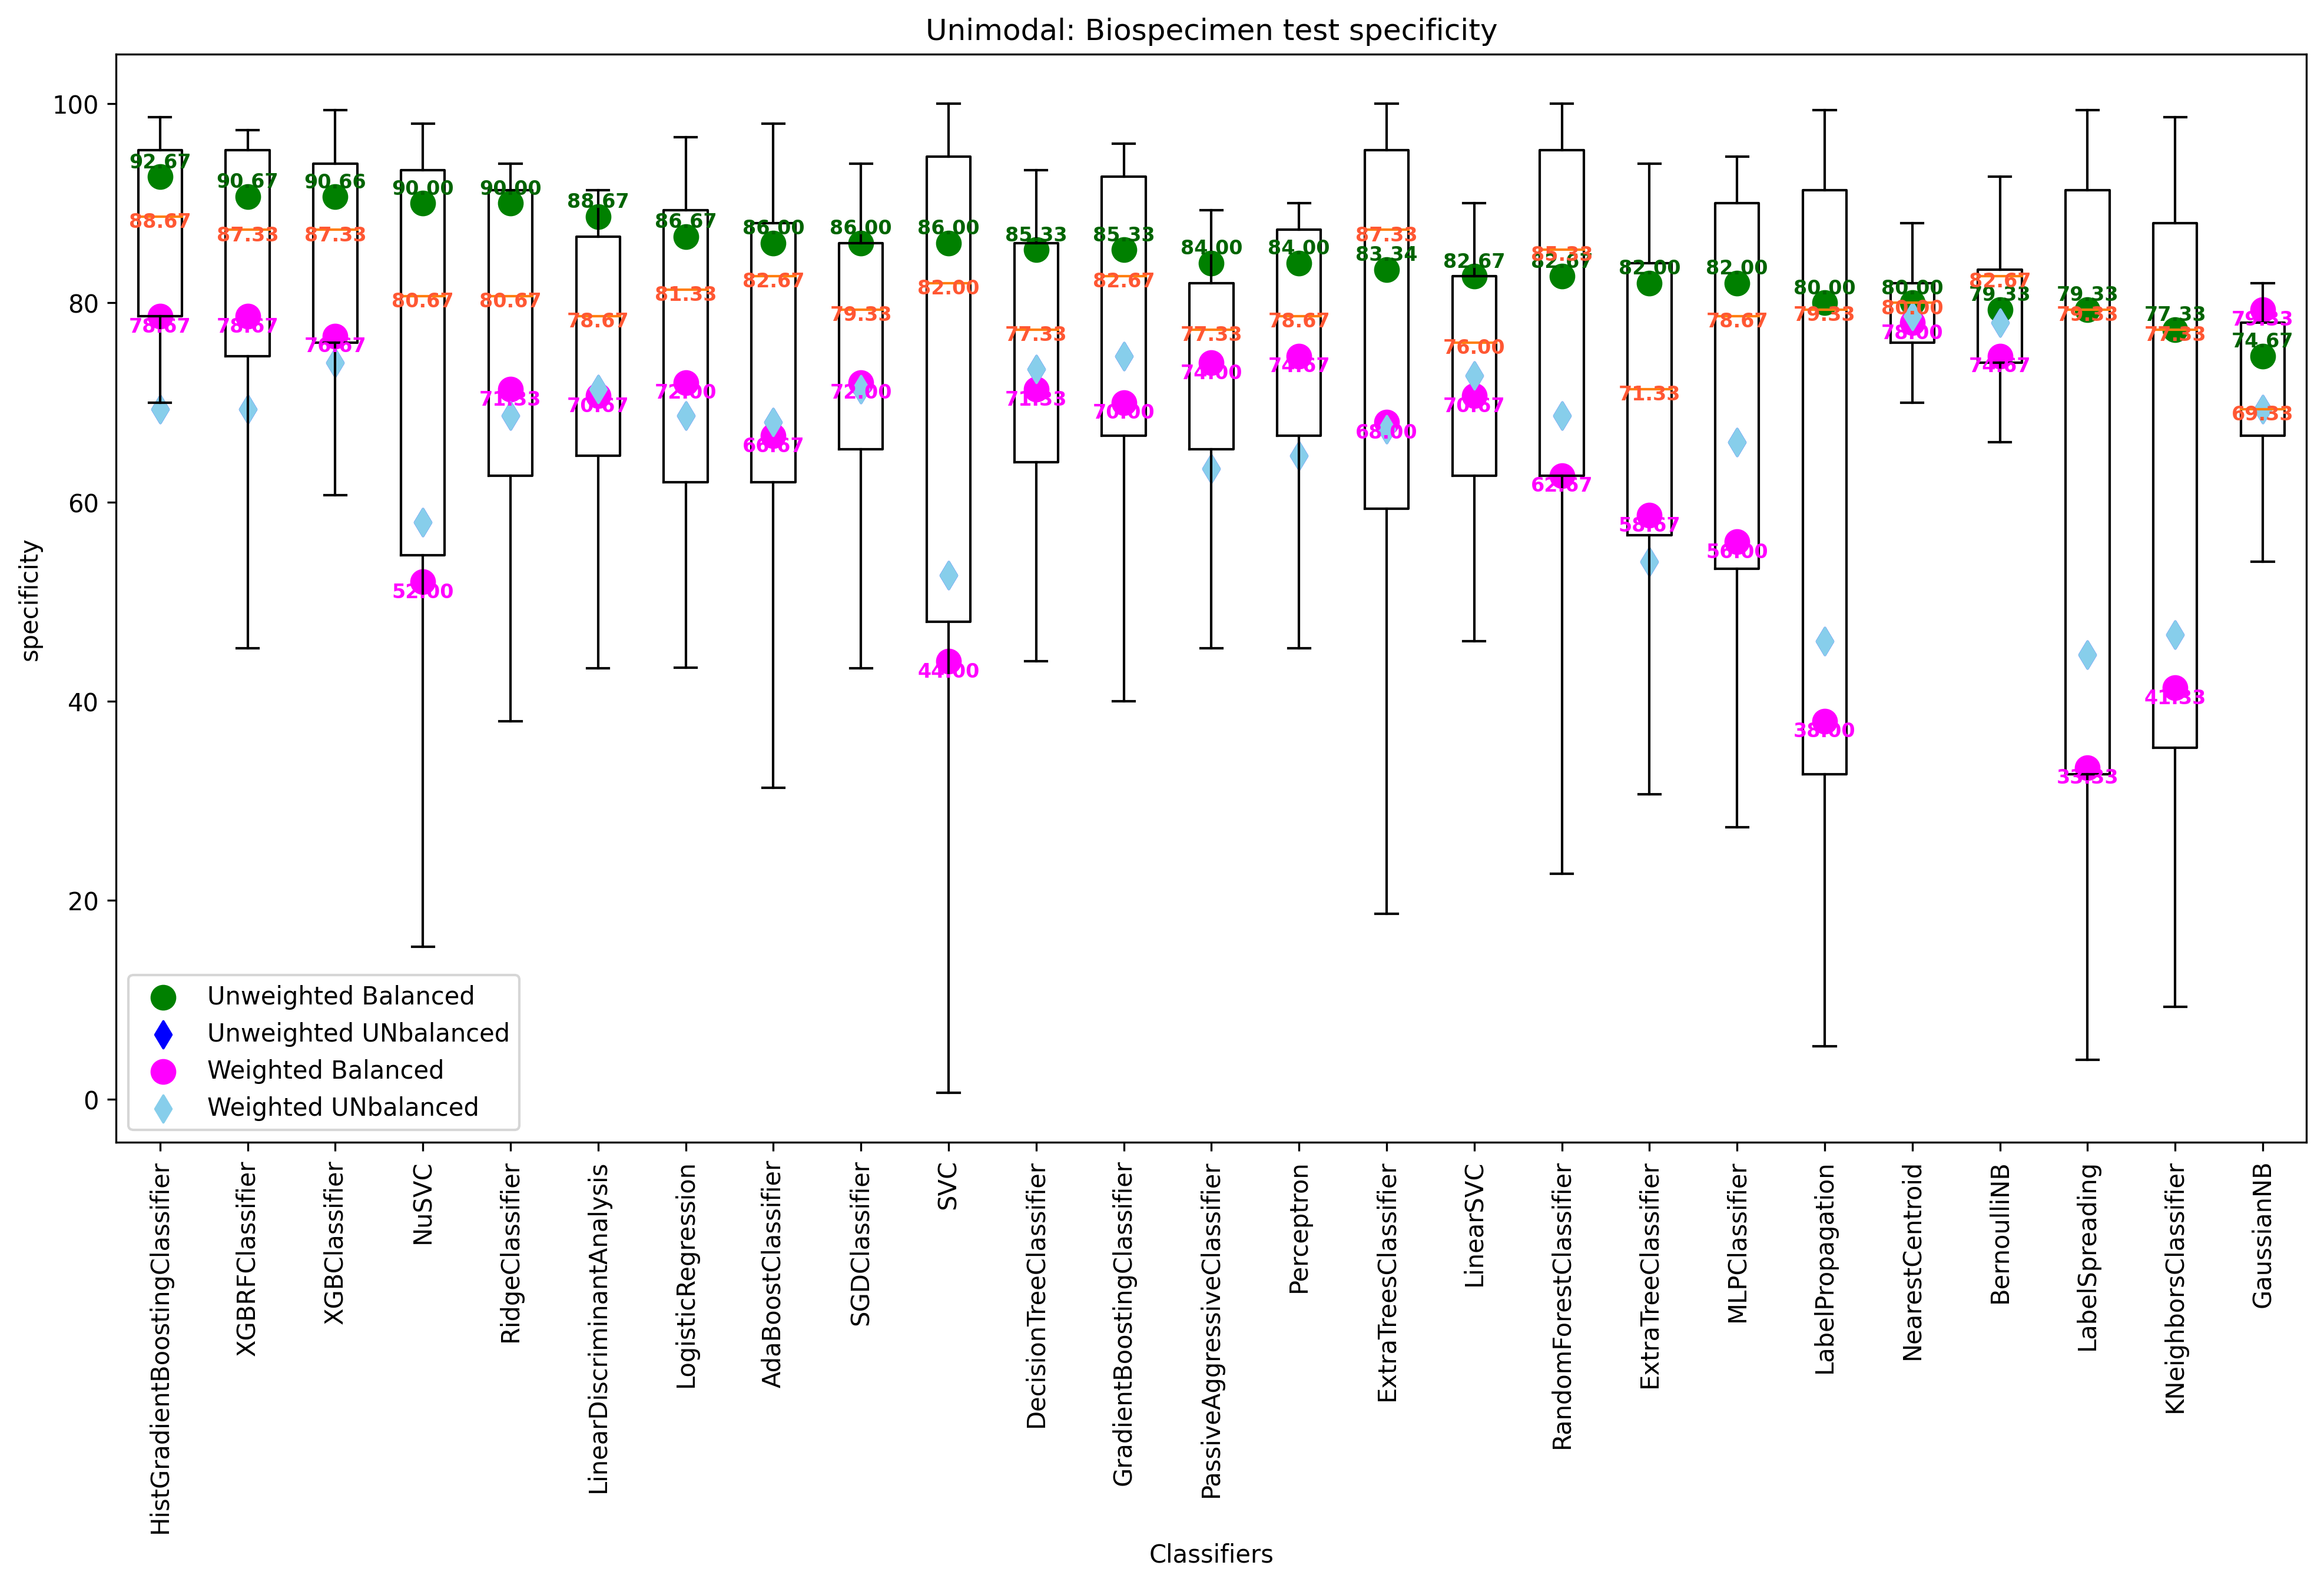 Unimodal: Biospecimen test specificity
specificity
100
80
60
40
20
0
92.67
88.67
78.67
90.67
87.33
78.67
90.66
87.33
76.67
90.00
80.67
52.00
90.00
80.67
71.33
88.67
78.67
70.67
86.67
81.33
72.00
86.00
82.67
66.67
86.00
79.33
72.00
86.00
82.00
44.00
85.33
77.33
71.33
85.33
82.67
70.00
84.00
77.33
74.00
84.00
78.67
74.67
87.33
83.34
68.00
82.67
76.00
70.67
85.33
82.67
62.67
82.00
71.33
58.67
82.00
78.67
56.00
80.00
79.33
38.00
80.00
80.00
78.00
82.67
79.33
74.67
79.33
79.33
33.33
77.33
77.33
41.33
79.33
74.67
69.33
Unweighted Balanced
Unweighted UNbalanced
Weighted Balanced
Weighted UNbalanced
HistGradientBoostingClassifier
XGBRFClassifier
XGBClassifier
NuSVC
RidgeClassifier
LinearDiscriminantAnalysis
LogisticRegression
AdaBoostClassifier
SGDClassifier
SVC
DecisionTreeClassifier
GradientBoostingClassifier
PassiveAggressiveClassifier
Perceptron
ExtraTreesClassifier
LinearSVC
RandomForestClassifier
ExtraTreeClassifier
MLPClassifier
LabelPropagation
NearestCentroid
BernoulliNB
LabelSpreading
KNeighborsClassifier
GaussianNB
Classifiers